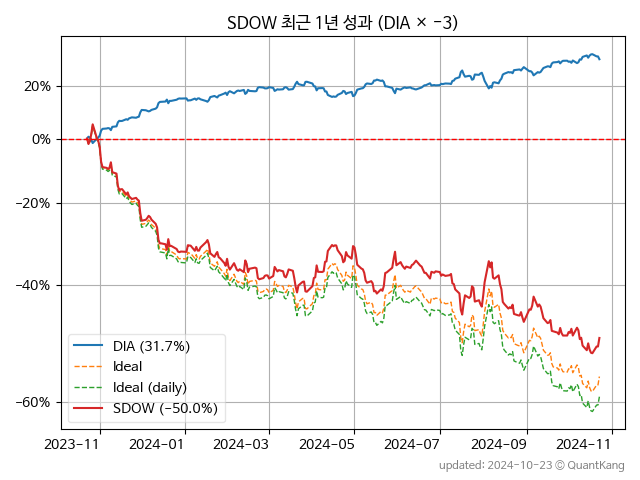 SDOW 최근 1년 성과 (DIA × −3)
20%
0%
−20%
−40%
−60%
DIA (31.7%)
Ideal
Ideal (daily)
SDOW (−50.0%)
2023−11 2024−01 2024−03 2024−05 2024−07 2024−09 2024−11
updated: 2024-10-23 ⓒ QuantKang